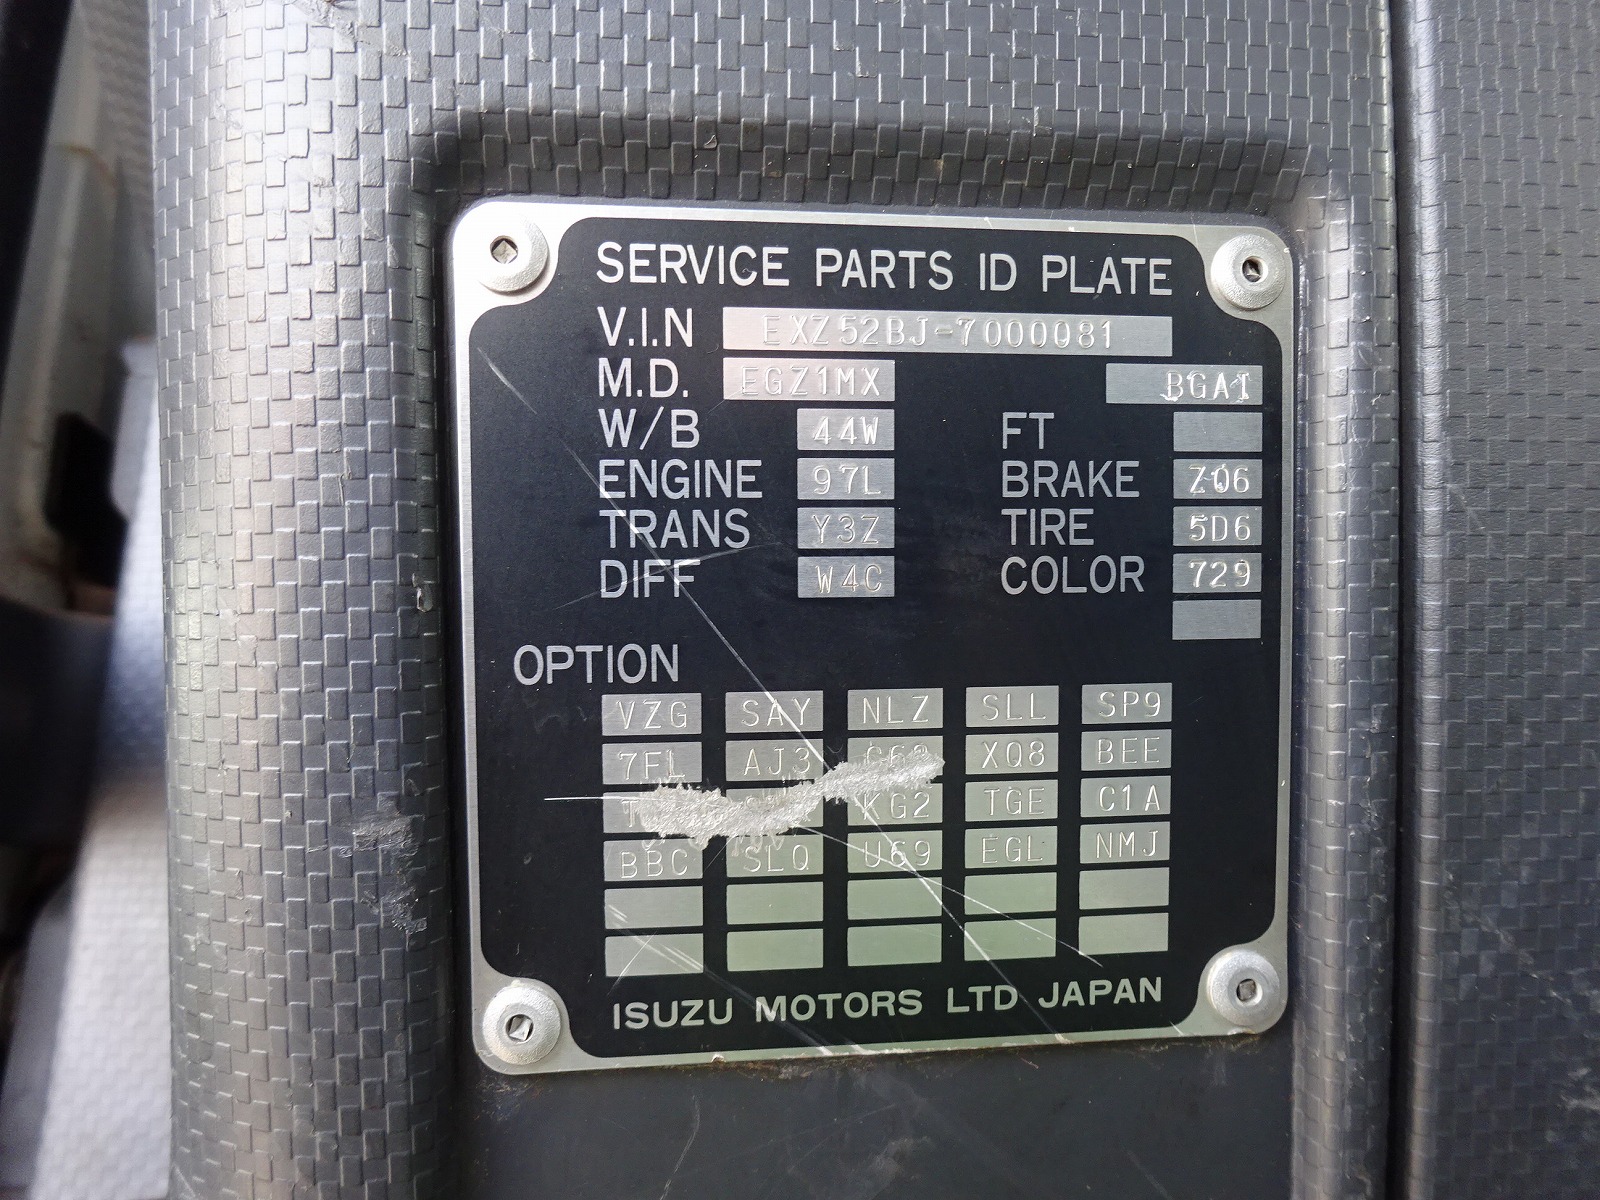 SERVICE PARTS ID PLATE
V.I.N EXZ52BJ-7000081
M.D. EGZ1MX BGAI
W/B 44W FT
ENGINE 97L BRAKE Z06
TRANS Y3Z TIRE 5D6
DIFF W4C COLOR 729
OPTION
VZG SAY NLZ SLL SP9
7FL AJ3 XQ8 BEE
KG2 TGE C1A
BBC SLQ U69 EGL NMJ
ISUZU MOTORS LTD JAPAN